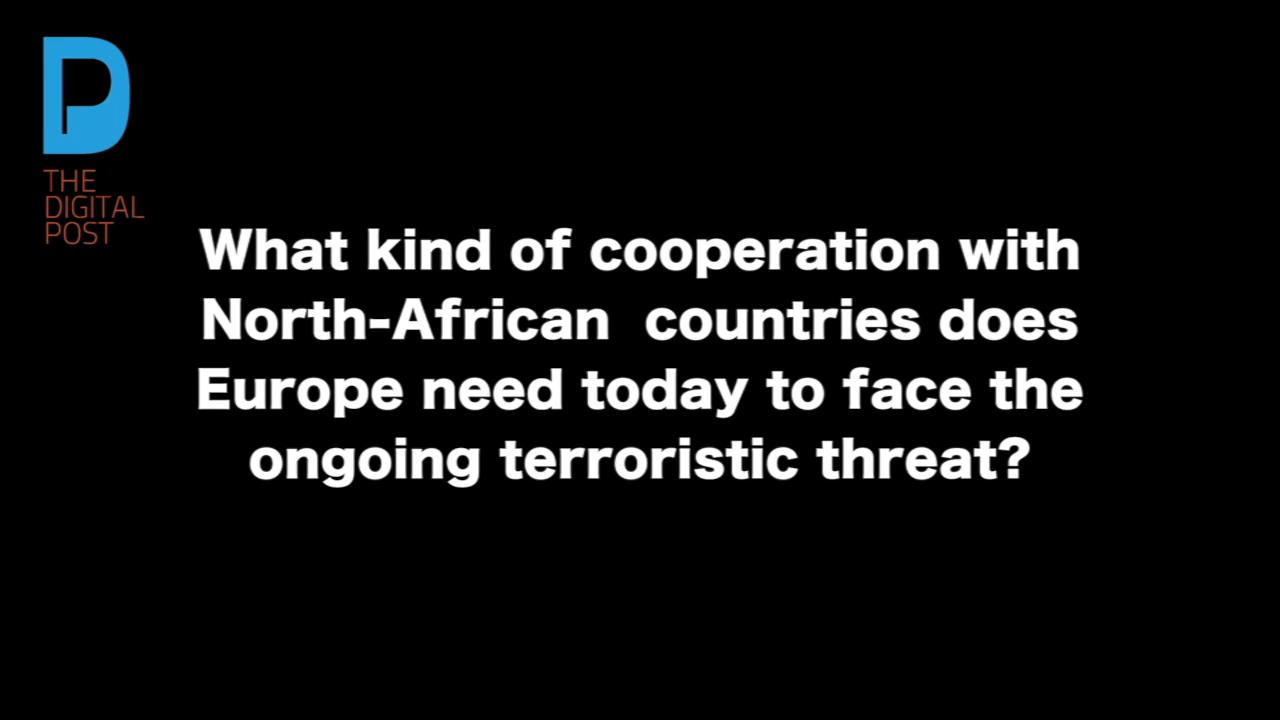 THE
DIGITAL
POST
What kind of cooperation with
North-African  countries does
Europe need today to face the
ongoing terroristic threat?